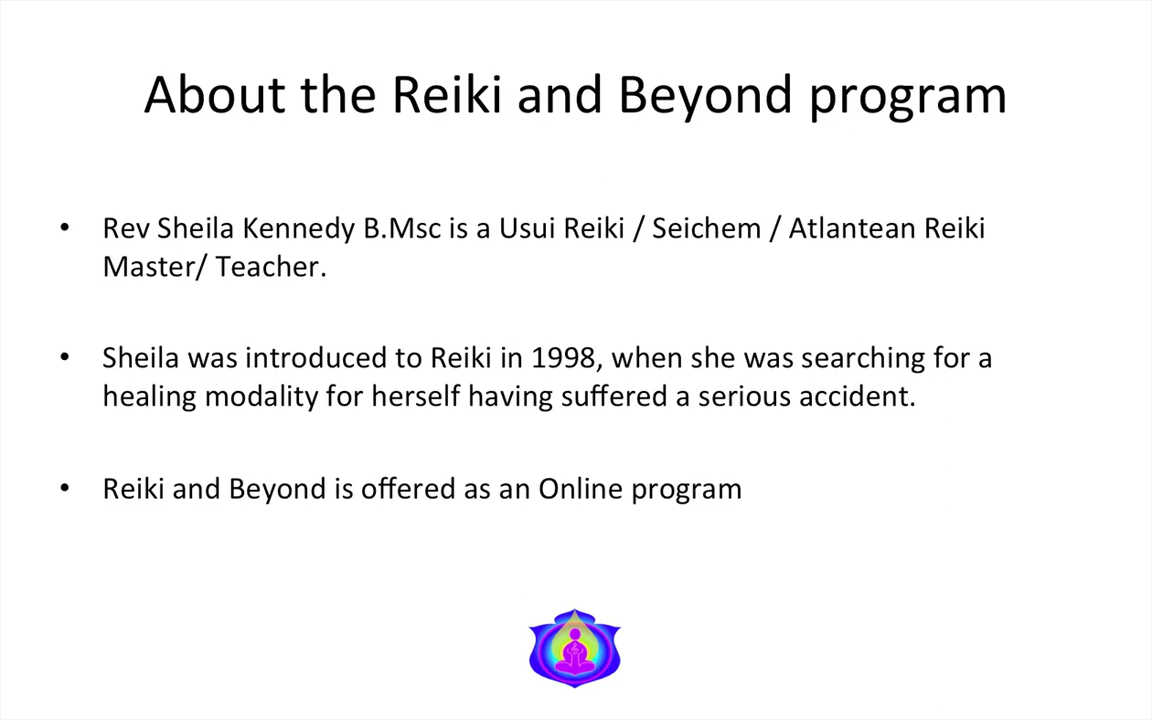 About the Reiki and Beyond program
• Rev Sheila Kennedy B.Msc is a Usui Reiki / Seichem / Atlantean Reiki
Master/ Teacher.
• Sheila was introduced to Reiki in 1998, when she was searching for a
healing modality for herself having suffered a serious accident.
• Reiki and Beyond is offered as an Online program